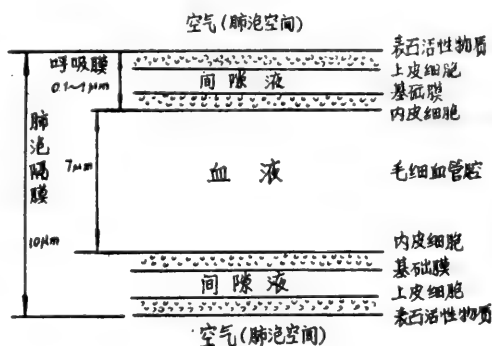 空气(肺泡空间)
表石活性物质
呼吸膜
0.1~1μm
上皮细胞
间隙液
基础膜
内皮细胞
肺泡隔膜
10μm
7μm
血液
毛细血管腔
内皮细胞
基础膜
间隙液
上皮细胞
表石活性物质
空气(肺泡空间)